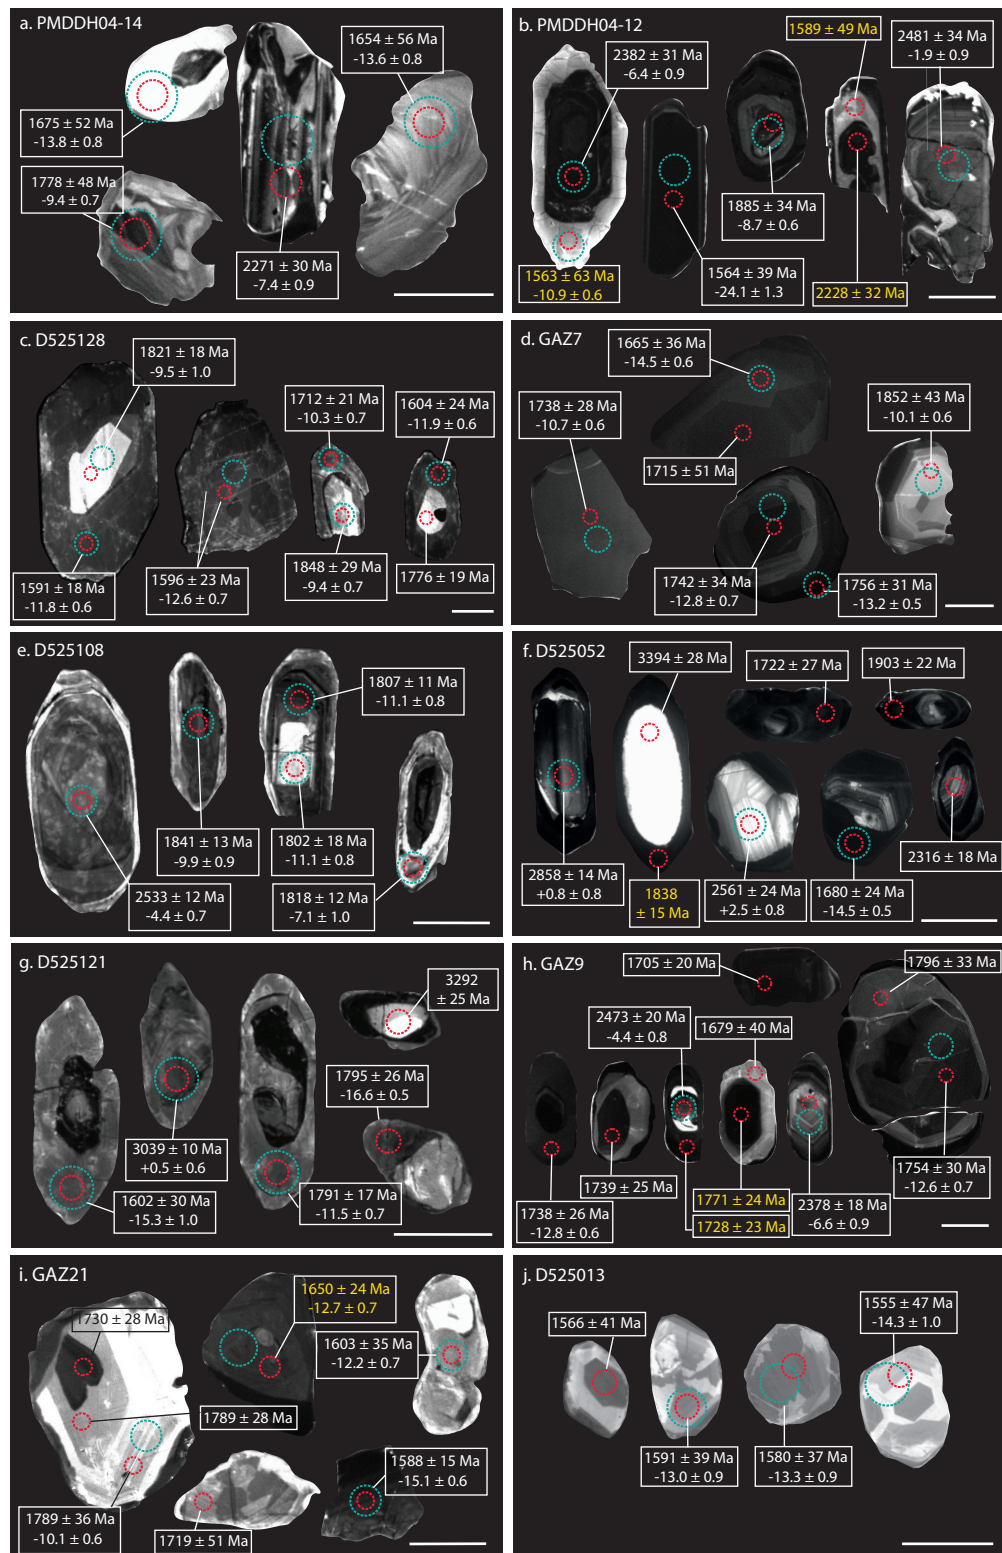 a. PMDDH04-14
1654 ± 56 Ma
-13.6 ± 0.8
1675 ± 52 Ma
-13.8 ± 0.8
1778 ± 48 Ma
-9.4 ± 0.7
2271 ± 30 Ma
-7.4 ± 0.9
b. PMDDH04-12
1589 ± 49 Ma
2382 ± 31 Ma
-6.4 ± 0.9
2481 ± 34 Ma
-1.9 ± 0.9
1885 ± 34 Ma
-8.7 ± 0.6
1563 ± 63 Ma
-10.9 ± 0.6
1564 ± 39 Ma
-24.1 ± 1.3
2228 ± 32 Ma
c. D525128
1821 ± 18 Ma
-9.5 ± 1.0
1712 ± 21 Ma
-10.3 ± 0.7
1604 ± 24 Ma
-11.9 ± 0.6
1591 ± 18 Ma
-11.8 ± 0.6
1596 ± 23 Ma
-12.6 ± 0.7
1848 ± 29 Ma
-9.4 ± 0.7
1776 ± 19 Ma
d. GAZ7
1665 ± 36 Ma
-14.5 ± 0.6
1738 ± 28 Ma
-10.7 ± 0.6
1852 ± 43 Ma
-10.1 ± 0.6
1715 ± 51 Ma
1742 ± 34 Ma
-12.8 ± 0.7
1756 ± 31 Ma
-13.2 ± 0.5
e. D525108
1807 ± 11 Ma
-11.1 ± 0.8
1841 ± 13 Ma
-9.9 ± 0.9
1802 ± 18 Ma
-11.1 ± 0.8
2533 ± 12 Ma
-4.4 ± 0.7
1818 ± 12 Ma
-7.1 ± 1.0
f. D525052
3394 ± 28 Ma
1722 ± 27 Ma
1903 ± 22 Ma
2316 ± 18 Ma
2858 ± 14 Ma
+0.8 ± 0.8
1838
± 15 Ma
2561 ± 24 Ma
+2.5 ± 0.8
1680 ± 24 Ma
-14.5 ± 0.5
g. D525121
3292
± 25 Ma
1795 ± 26 Ma
-16.6 ± 0.5
3039 ± 10 Ma
+0.5 ± 0.6
1602 ± 30 Ma
-15.3 ± 1.0
1791 ± 17 Ma
-11.5 ± 0.7
h. GAZ9
1705 ± 20 Ma
1796 ± 33 Ma
2473 ± 20 Ma
-4.4 ± 0.8
1679 ± 40 Ma
1739 ± 25 Ma
1754 ± 30 Ma
-12.6 ± 0.7
1738 ± 26 Ma
-12.8 ± 0.6
1771 ± 24 Ma
1728 ± 23 Ma
2378 ± 18 Ma
-6.6 ± 0.9
i. GAZ21
1650 ± 24 Ma
-12.7 ± 0.7
1730 ± 28 Ma
1603 ± 35 Ma
-12.2 ± 0.7
1789 ± 28 Ma
1588 ± 15 Ma
-15.1 ± 0.6
1789 ± 36 Ma
-10.1 ± 0.6
1719 ± 51 Ma
j. D525013
1555 ± 47 Ma
-14.3 ± 1.0
1566 ± 41 Ma
1591 ± 39 Ma
-13.0 ± 0.9
1580 ± 37 Ma
-13.3 ± 0.9